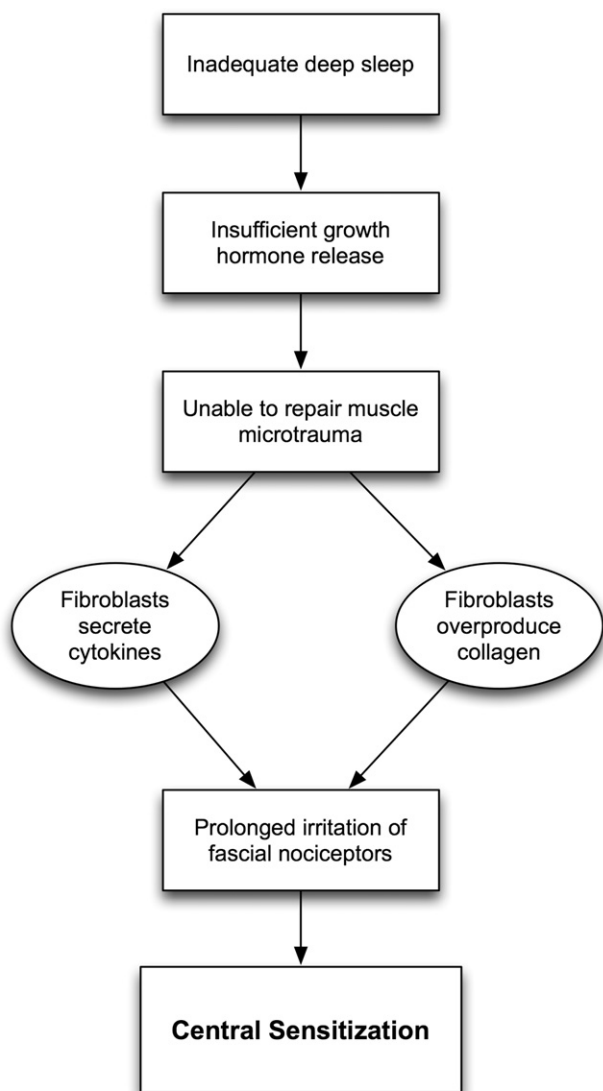 Inadequate deep sleep
Insufficient growth
hormone release
Unable to repair muscle
microtrauma
Fibroblasts
secrete
cytokines
Fibroblasts
overproduce
collagen
Prolonged irritation of
fascial nociceptors
Central Sensitization